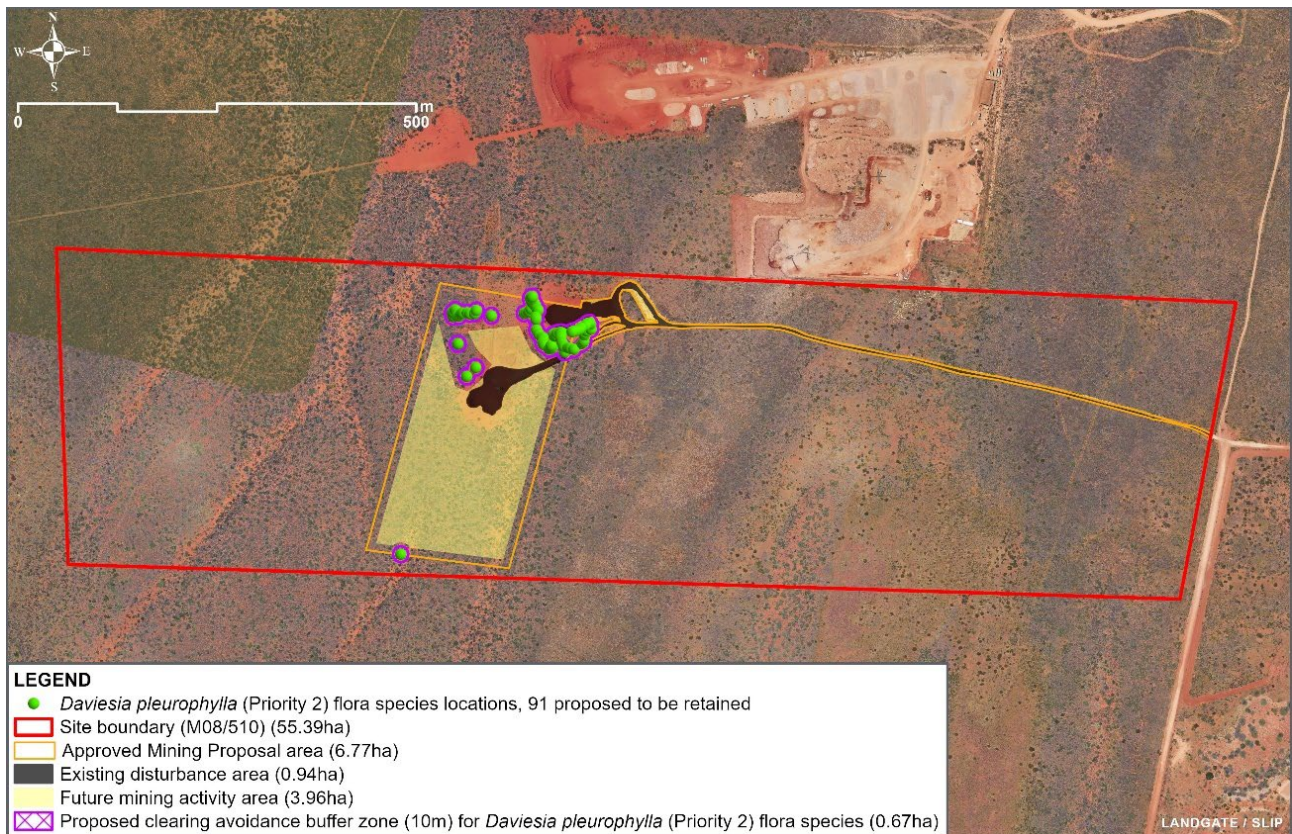 N
W E
S
0 500 m
LEGEND
Daviesia pleurophylla (Priority 2) flora species locations, 91 proposed to be retained
Site boundary (M08/510) (55.39ha)
Approved Mining Proposal area (6.77ha)
Existing disturbance area (0.94ha)
Future mining activity area (3.96ha)
Proposed clearing avoidance buffer zone (10m) for Daviesia pleurophylla (Priority 2) flora species (0.67ha)
LANDGATE / SLIP